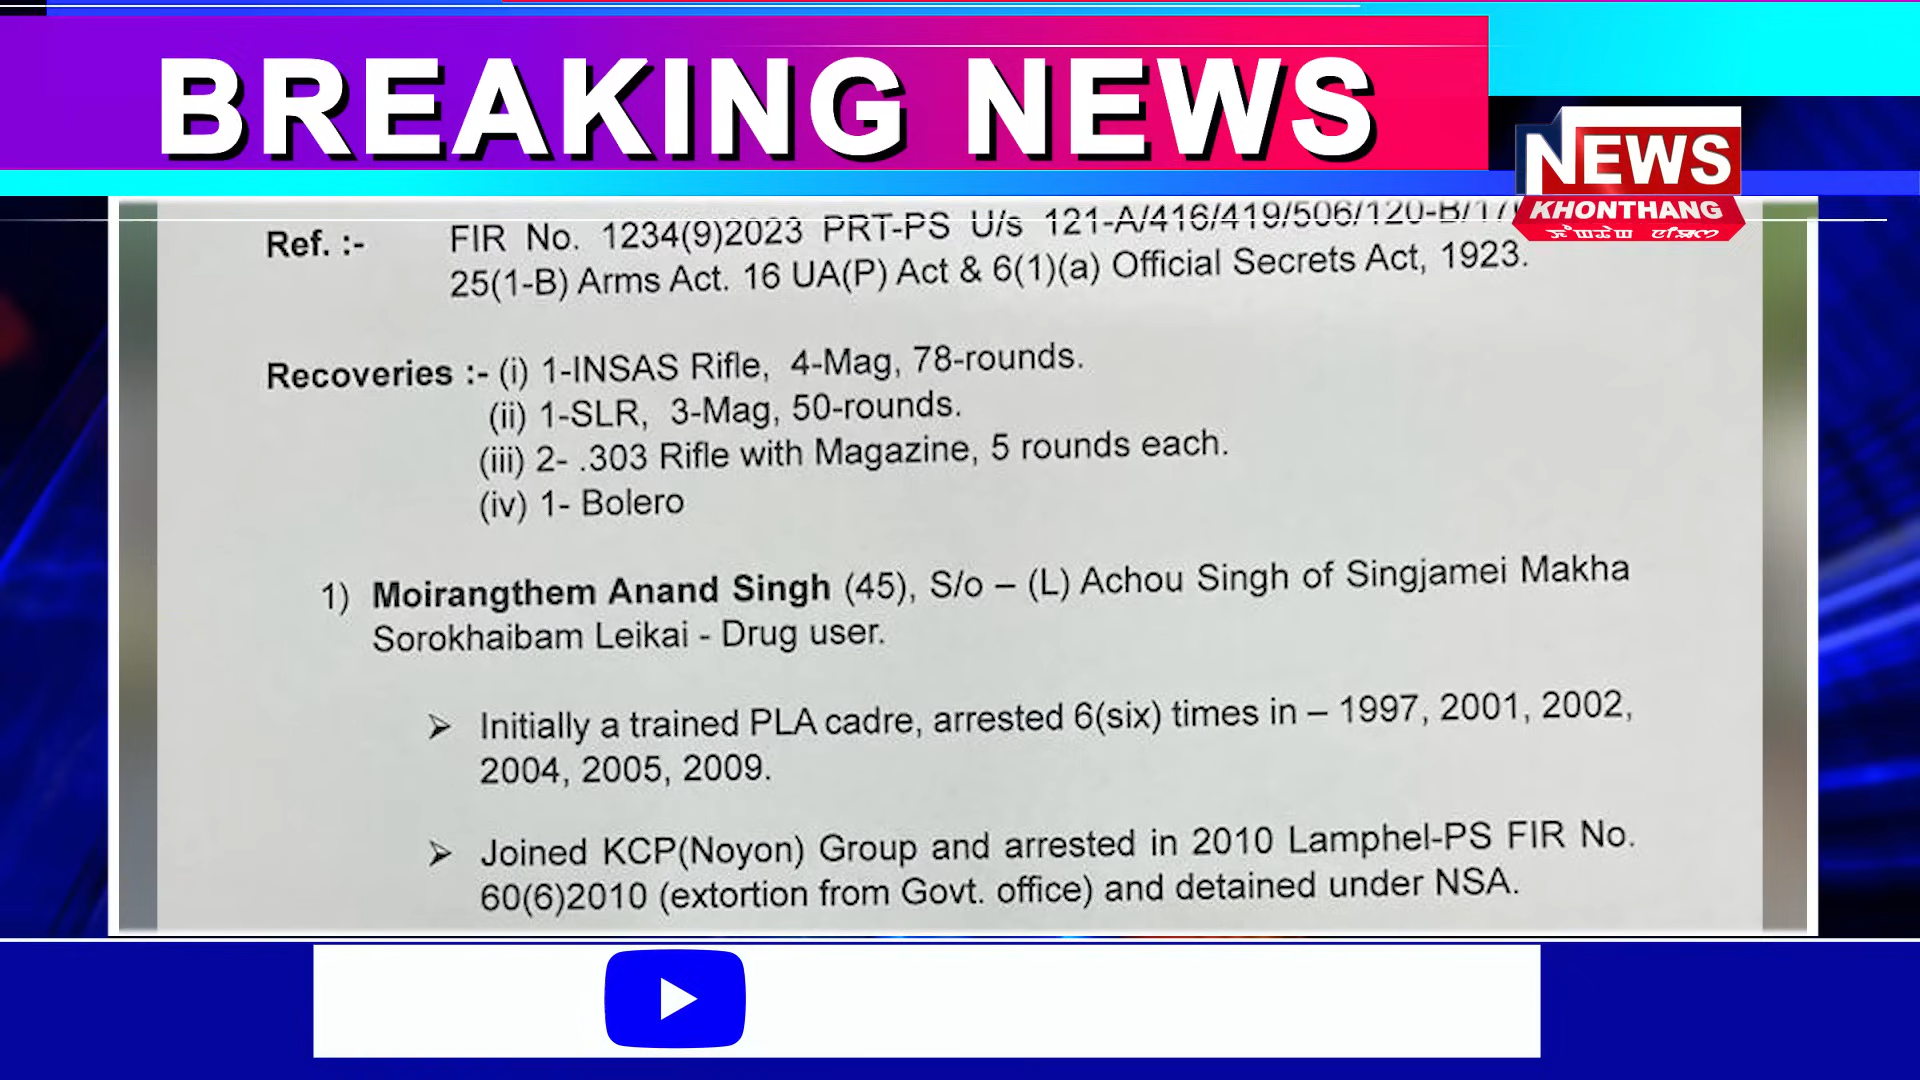 BREAKING NEWS
NEWS
KHONTHANG
Ref. :- FIR No. 1234(9)2023 PRT-PS U/s 121-A/416/419/506/120-B/
25(1-B) Arms Act. 16 UA(P) Act & 6(1)(a) Official Secrets Act, 1923.
Recoveries :- (i) 1-INSAS Rifle, 4-Mag, 78-rounds.
(ii) 1-SLR, 3-Mag, 50-rounds.
(iii) 2- .303 Rifle with Magazine, 5 rounds each.
(iv) 1- Bolero
1) Moirangthem Anand Singh (45), S/o – (L) Achou Singh of Singjamei Makha
Sorokhaibam Leikai - Drug user.
➢ Initially a trained PLA cadre, arrested 6(six) times in – 1997, 2001, 2002,
2004, 2005, 2009.
➢ Joined KCP(Noyon) Group and arrested in 2010 Lamphel-PS FIR No.
60(6)2010 (extortion from Govt. office) and detained under NSA.